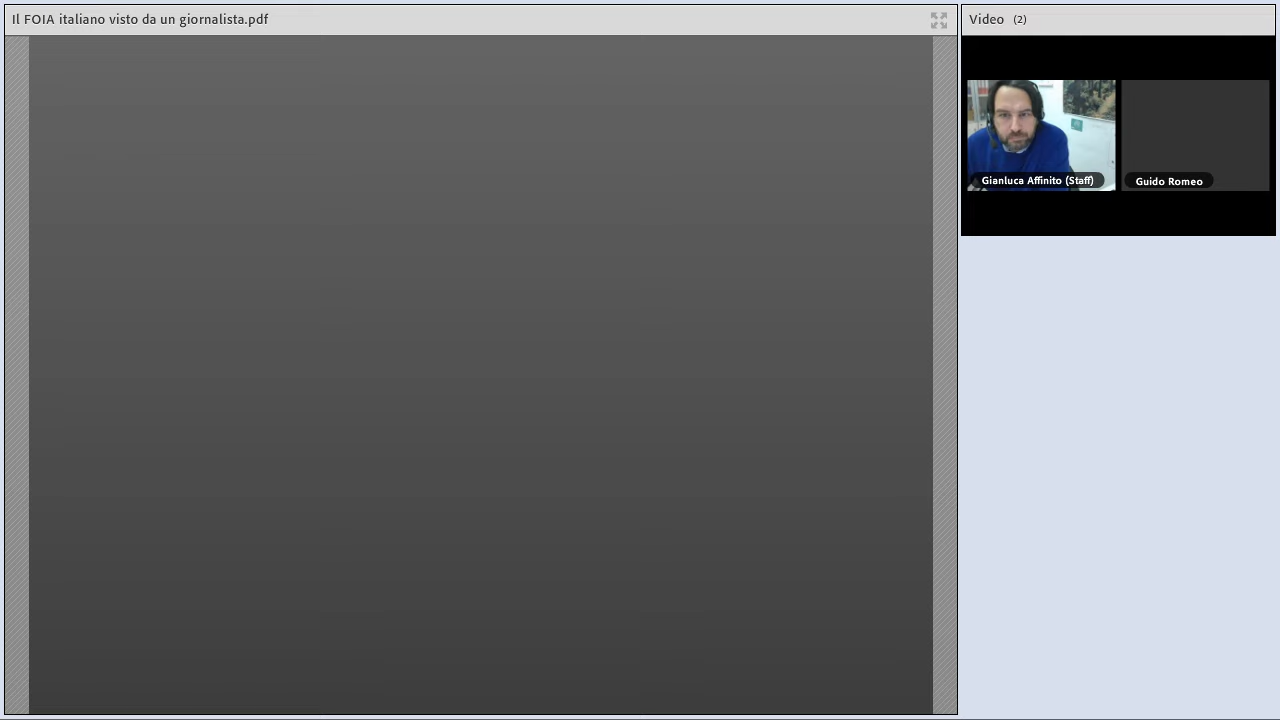 Il FOIA italiano visto da un giornalista.pdf
Video (2)
Gianluca Affinito (Staff)
Guido Romeo